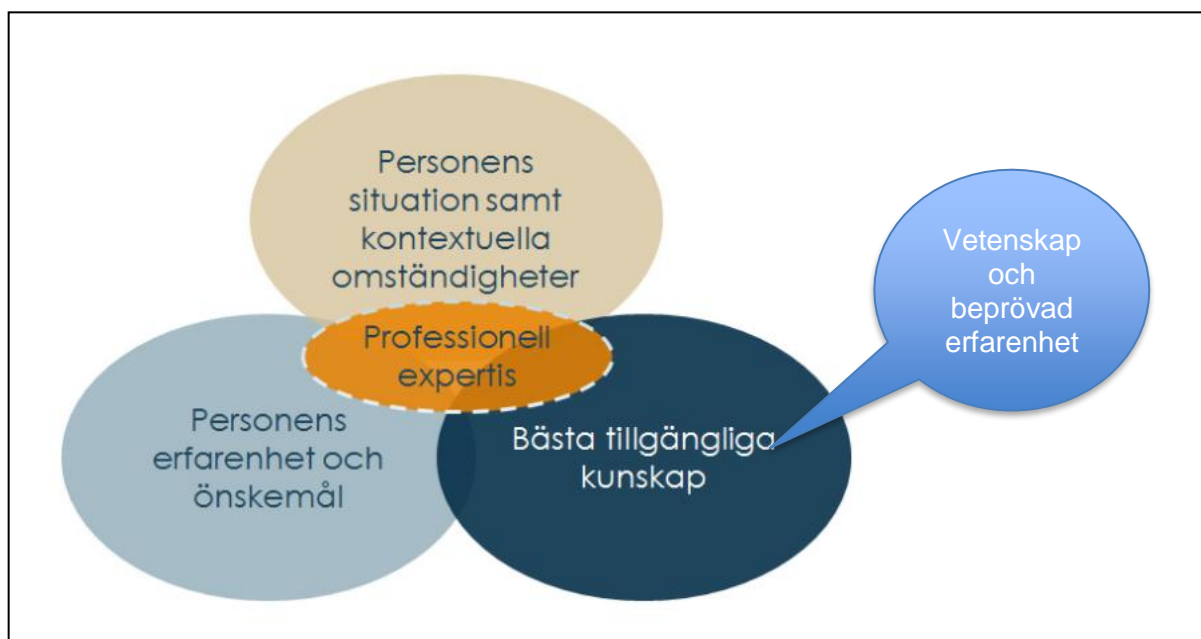 Personens
situation samt
kontextuella
omständigheter
Professionell
expertis
Personens
erfarenhet och
önskemål
Bästa tillgängliga
kunskap
Vetenskap
och
beprövad
erfarenhet